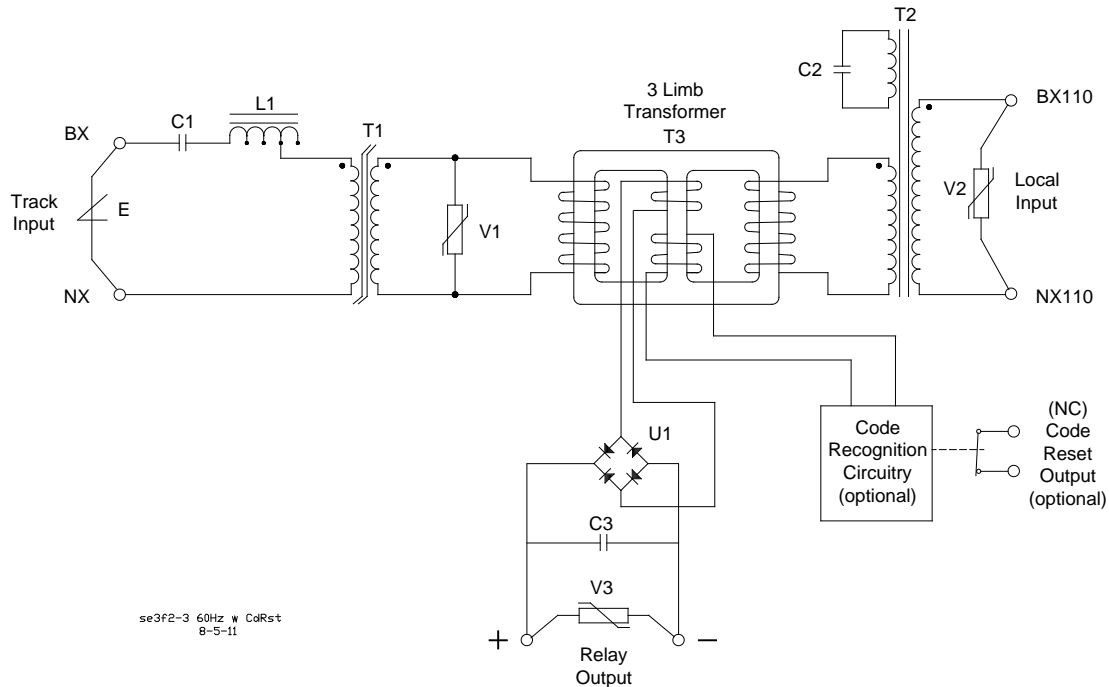 T2
C2
3 Limb
Transformer
T3
BX110
BX
C1
L1
T1
Track
Input
E
V1
V2
Local
Input
NX
NX110
U1
Code
Recognition
Circuitry
(optional)
(NC)
Code
Reset
Output
(optional)
C3
V3
+
−
Relay
Output
se3f2-3 60Hz w CdRst
8-5-11